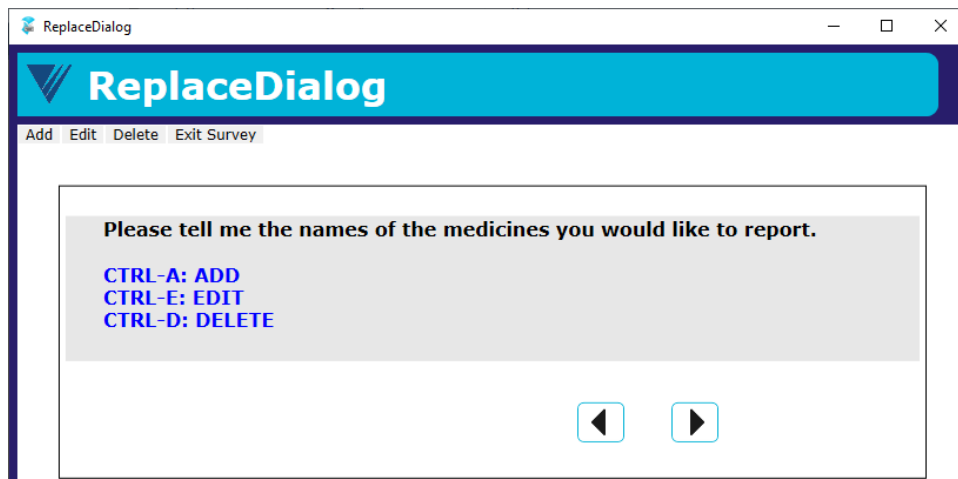 ReplaceDialog
ReplaceDialog
Add Edit Delete Exit Survey
Please tell me the names of the medicines you would like to report.
CTRL-A: ADD
CTRL-E: EDIT
CTRL-D: DELETE